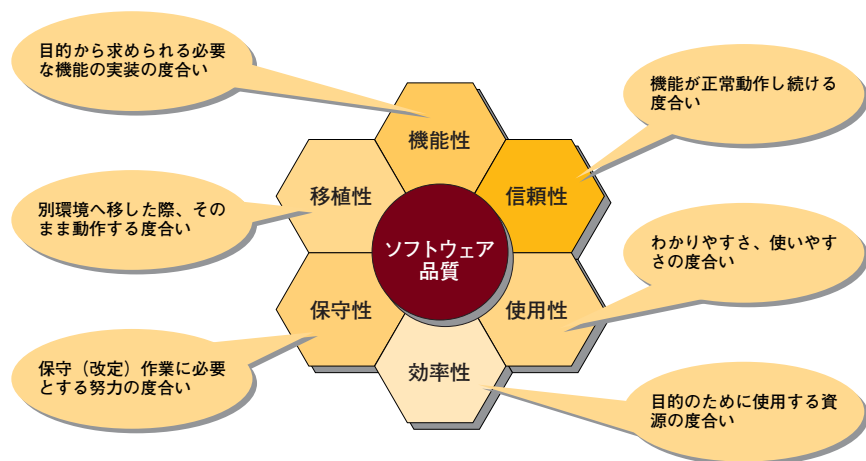 目的から求められる必要
な機能の実装の度合い
機能が正常動作し続ける
度合い
機能性
移植性
信頼性
別環境へ移した際、その
まま動作する度合い
ソフトウェア
品質
わかりやすさ、使いやす
さの度合い
保守性
使用性
保守（改定）作業に必要
とする努力の度合い
効率性
目的のために使用する資
源の度合い